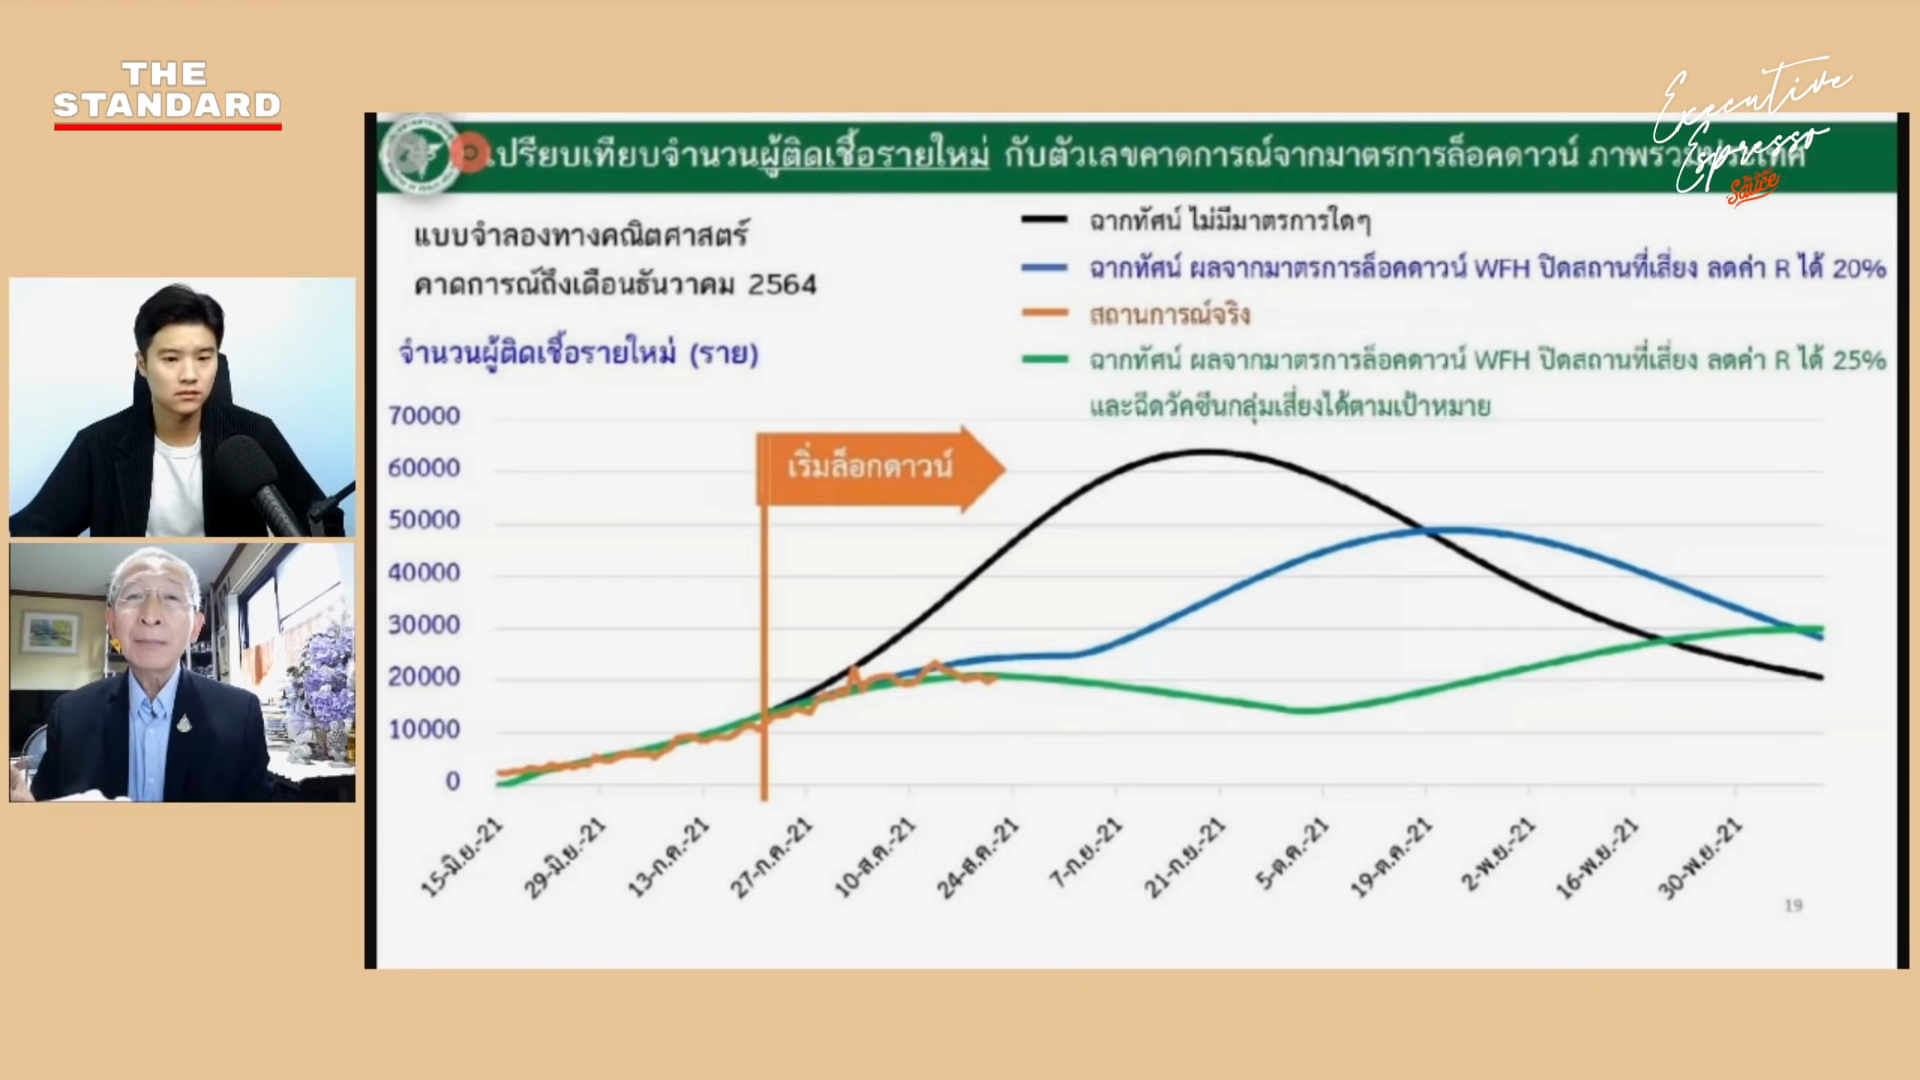 THE
STANDARD
Executive
Espresso
The Secret
Sauce
เปรียบเทียบจำนวนผู้ติดเชื้อรายใหม่ กับตัวเลขคาดการณ์จากมาตรการล็อคดาวน์ ภาพรวมประเทศ
แบบจำลองทางคณิตศาสตร์
คาดการณ์ถึงเดือนธันวาคม 2564
ฉากทัศน์ ไม่มีมาตรการใดๆ
ฉากทัศน์ ผลจากมาตรการล็อคดาวน์ WFH ปิดสถานที่เสี่ยง ลดค่า R ได้ 20%
สถานการณ์จริง
ฉากทัศน์ ผลจากมาตรการล็อคดาวน์ WFH ปิดสถานที่เสี่ยง ลดค่า R ได้ 25%
และฉีดวัคซีนกลุ่มเสี่ยงได้ตามเป้าหมาย
จำนวนผู้ติดเชื้อรายใหม่ (ราย)
70000
60000
50000
40000
30000
20000
10000
0
เริ่มล็อกดาวน์
15-มิ.ย.-21
29-มิ.ย.-21
13-ก.ค.-21
27-ก.ค.-21
10-ส.ค.-21
24-ส.ค.-21
7-ก.ย.-21
21-ก.ย.-21
5-ต.ค.-21
19-ต.ค.-21
2-พ.ย.-21
16-พ.ย.-21
30-พ.ย.-21
19